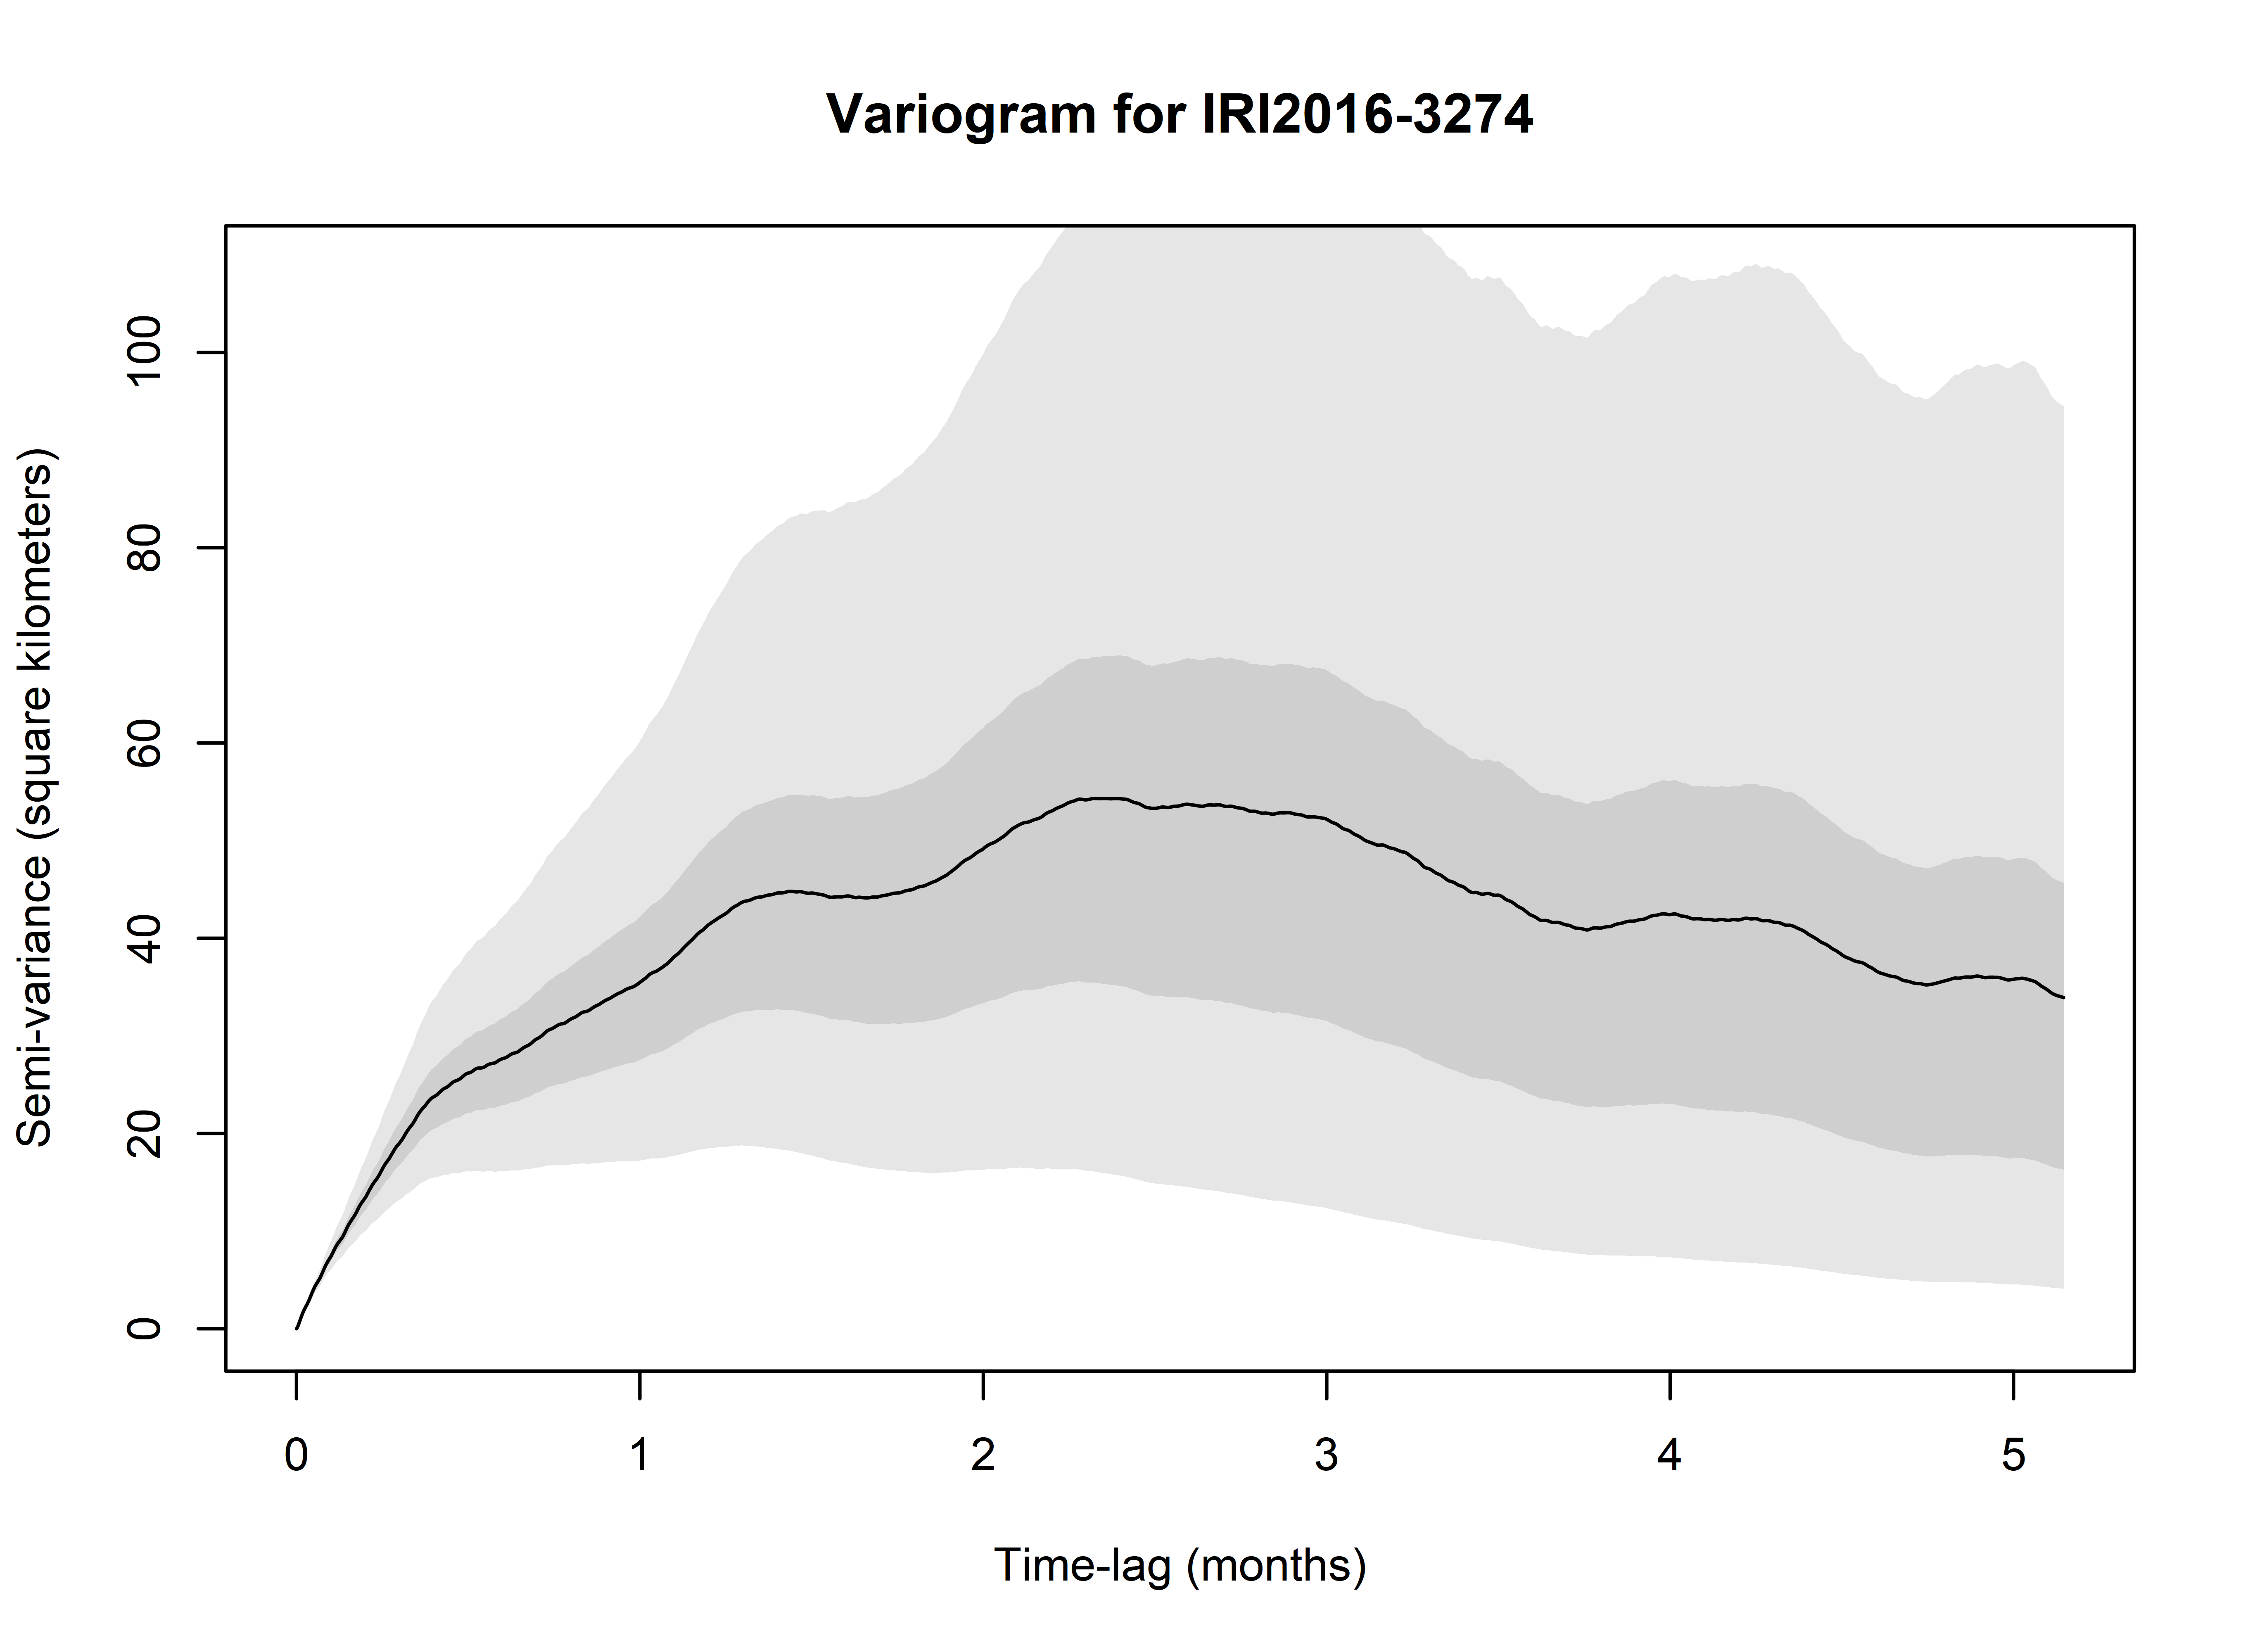 Variogram for IRI2016-3274
Semi-variance (square kilometers)
100
80
60
40
20
0
0 1 2 3 4 5
Time-lag (months)